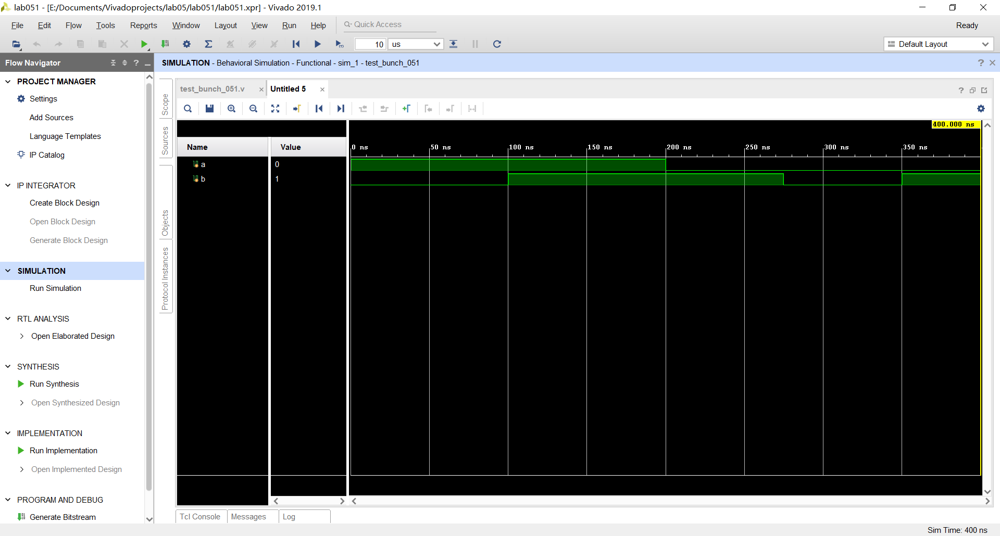 lab051 - [E:/Documents/Vivadoprojects/lab05/lab051/lab051.xpr] - Vivado 2019.1
File Edit Flow Tools Reports Window Layout View Run Help Quick Access Ready
10 us Default Layout
Flow Navigator
PROJECT MANAGER
Settings
Add Sources
Language Templates
IP Catalog
IP INTEGRATOR
Create Block Design
Open Block Design
Generate Block Design
SIMULATION
Run Simulation
RTL ANALYSIS
Open Elaborated Design
SYNTHESIS
Run Synthesis
Open Synthesized Design
IMPLEMENTATION
Run Implementation
Open Implemented Design
PROGRAM AND DEBUG
Generate Bitstream
SIMULATION - Behavioral Simulation - Functional - sim_1 - test_bunch_051
Scope
Sources
Objects
Protocol Instances
test_bunch_051.v Untitled 5
400.000 ns
Name Value
0 ns 50 ns 100 ns 150 ns 200 ns 250 ns 300 ns 350 ns
a 0
b 1
Tcl Console Messages Log
Sim Time: 400 ns